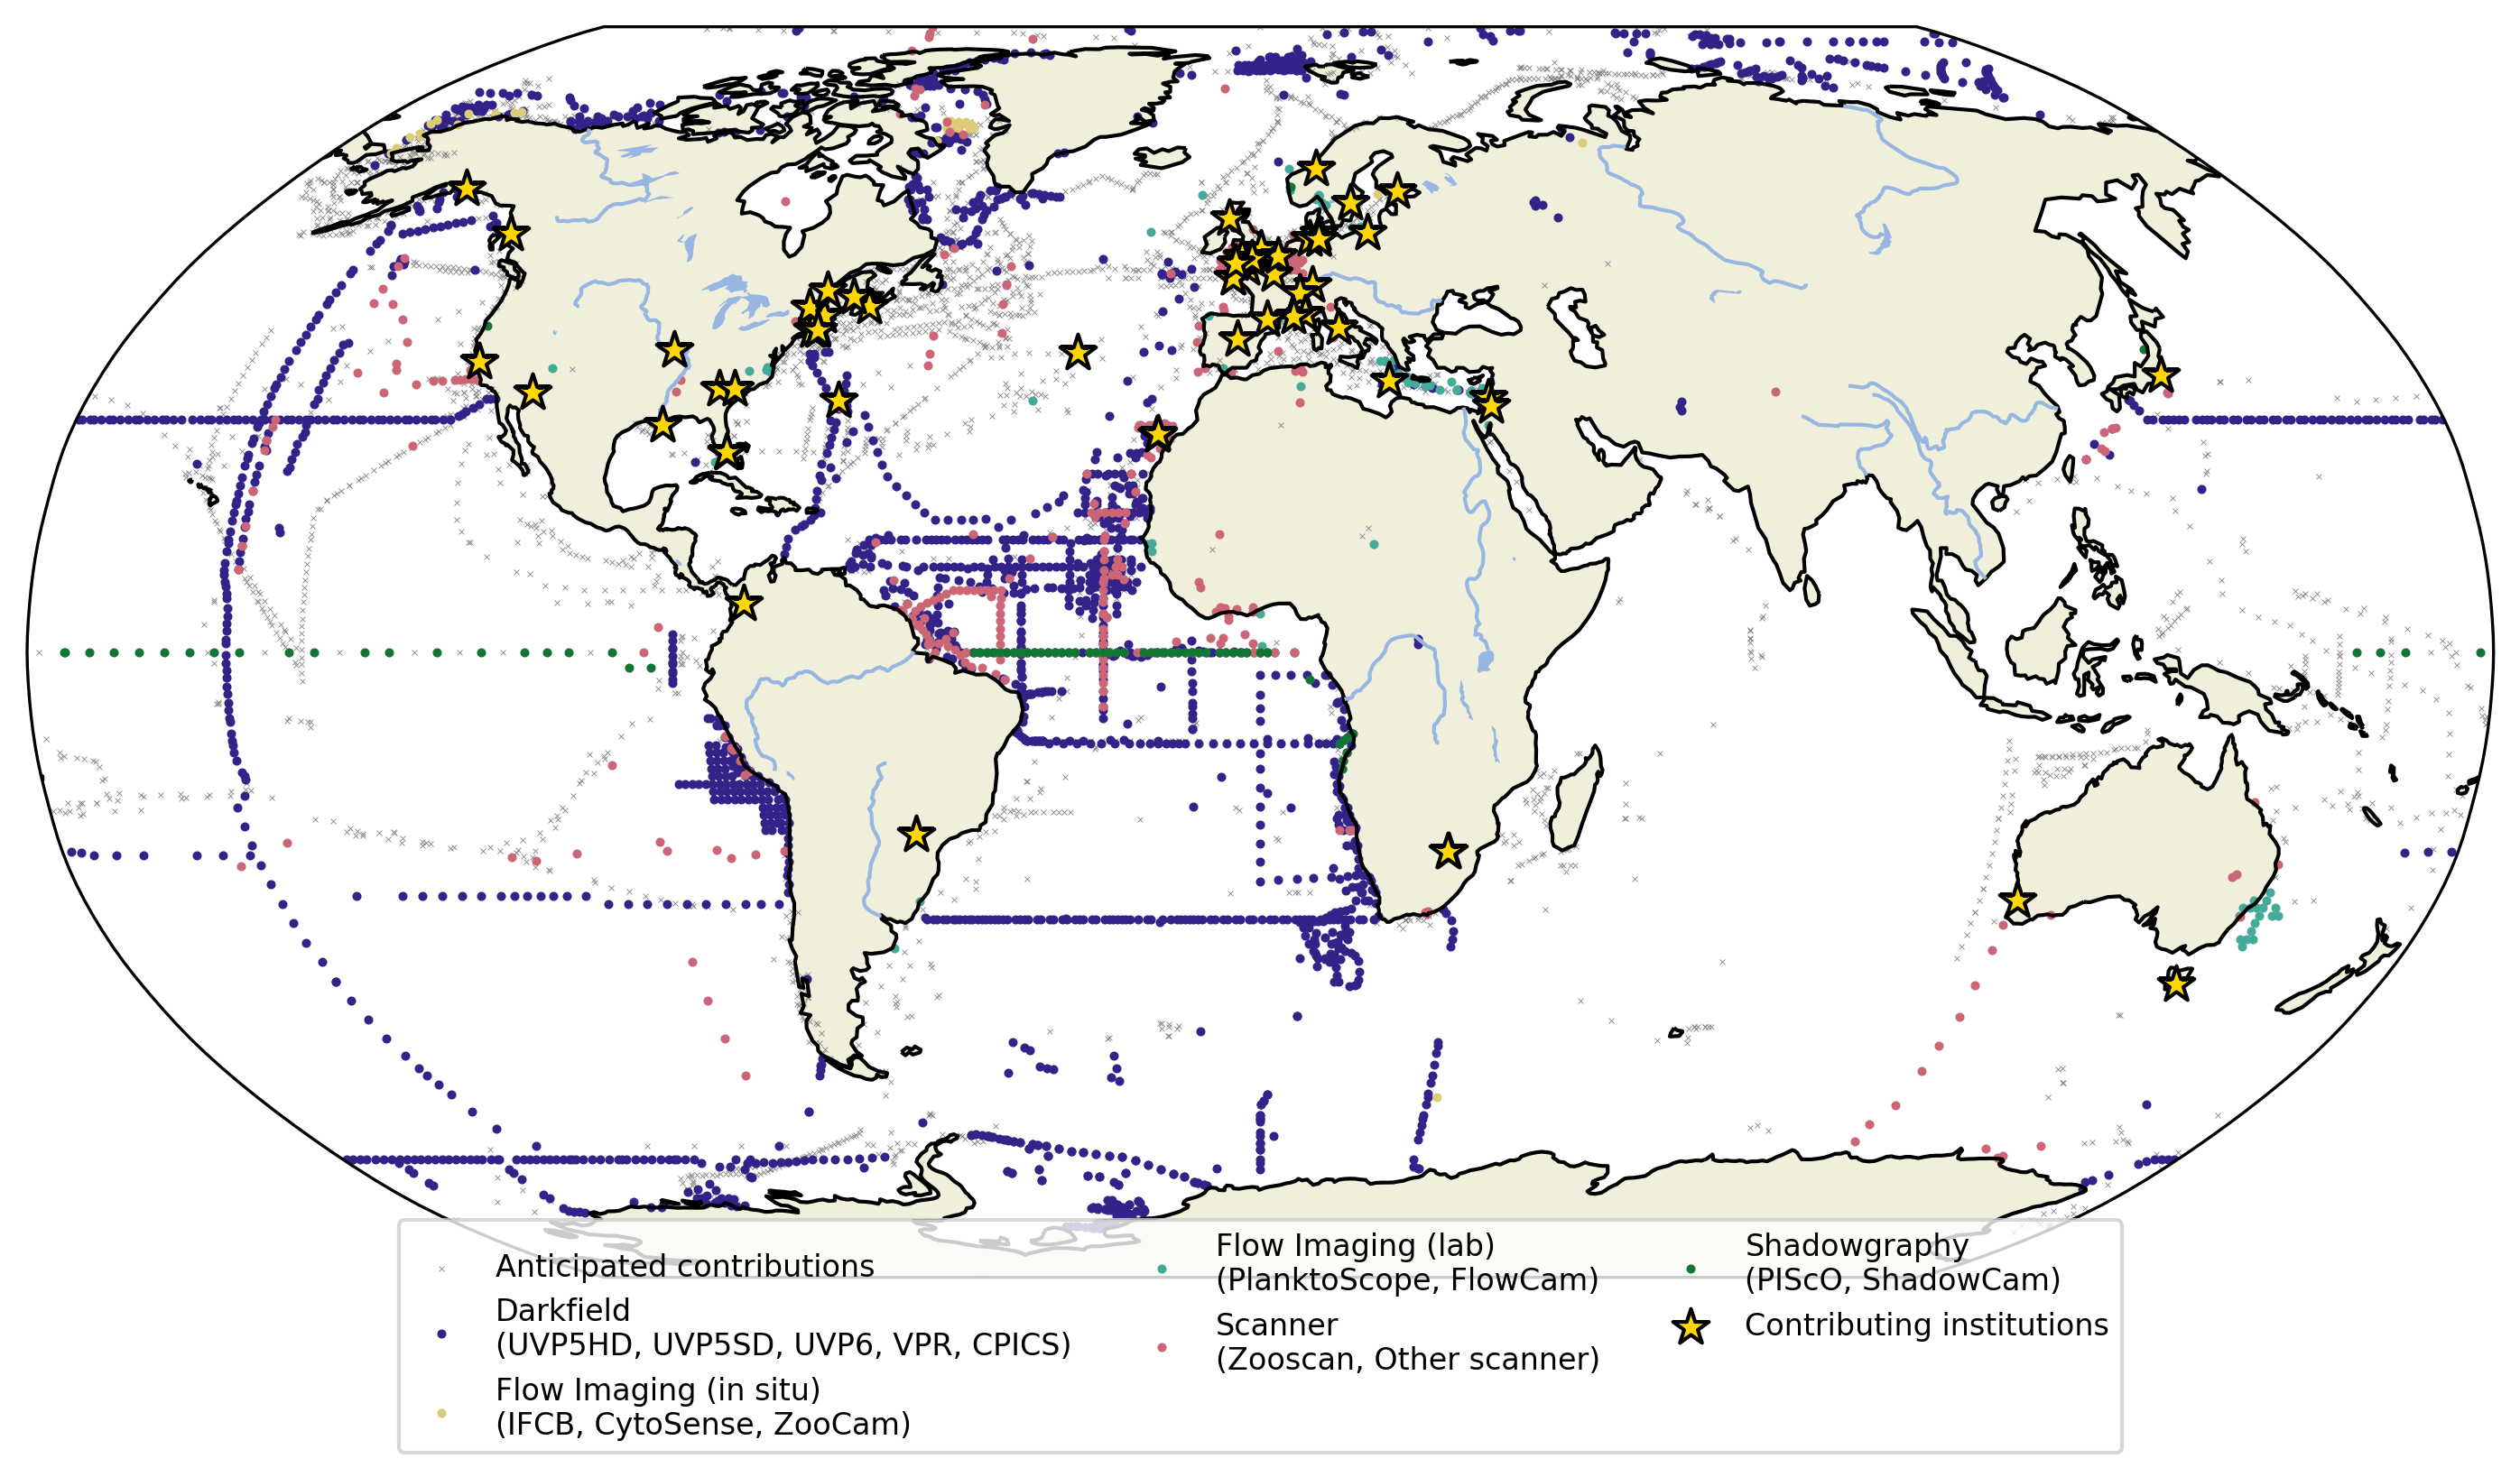 Anticipated contributions
Darkfield
(UVP5HD, UVP5SD, UVP6, VPR, CPICS)
Flow Imaging (in situ)
(IFCB, CytoSense, ZooCam)
Flow Imaging (lab)
(PlanktoScope, FlowCam)
Scanner
(Zooscan, Other scanner)
Shadowgraphy
(PIScO, ShadowCam)
Contributing institutions